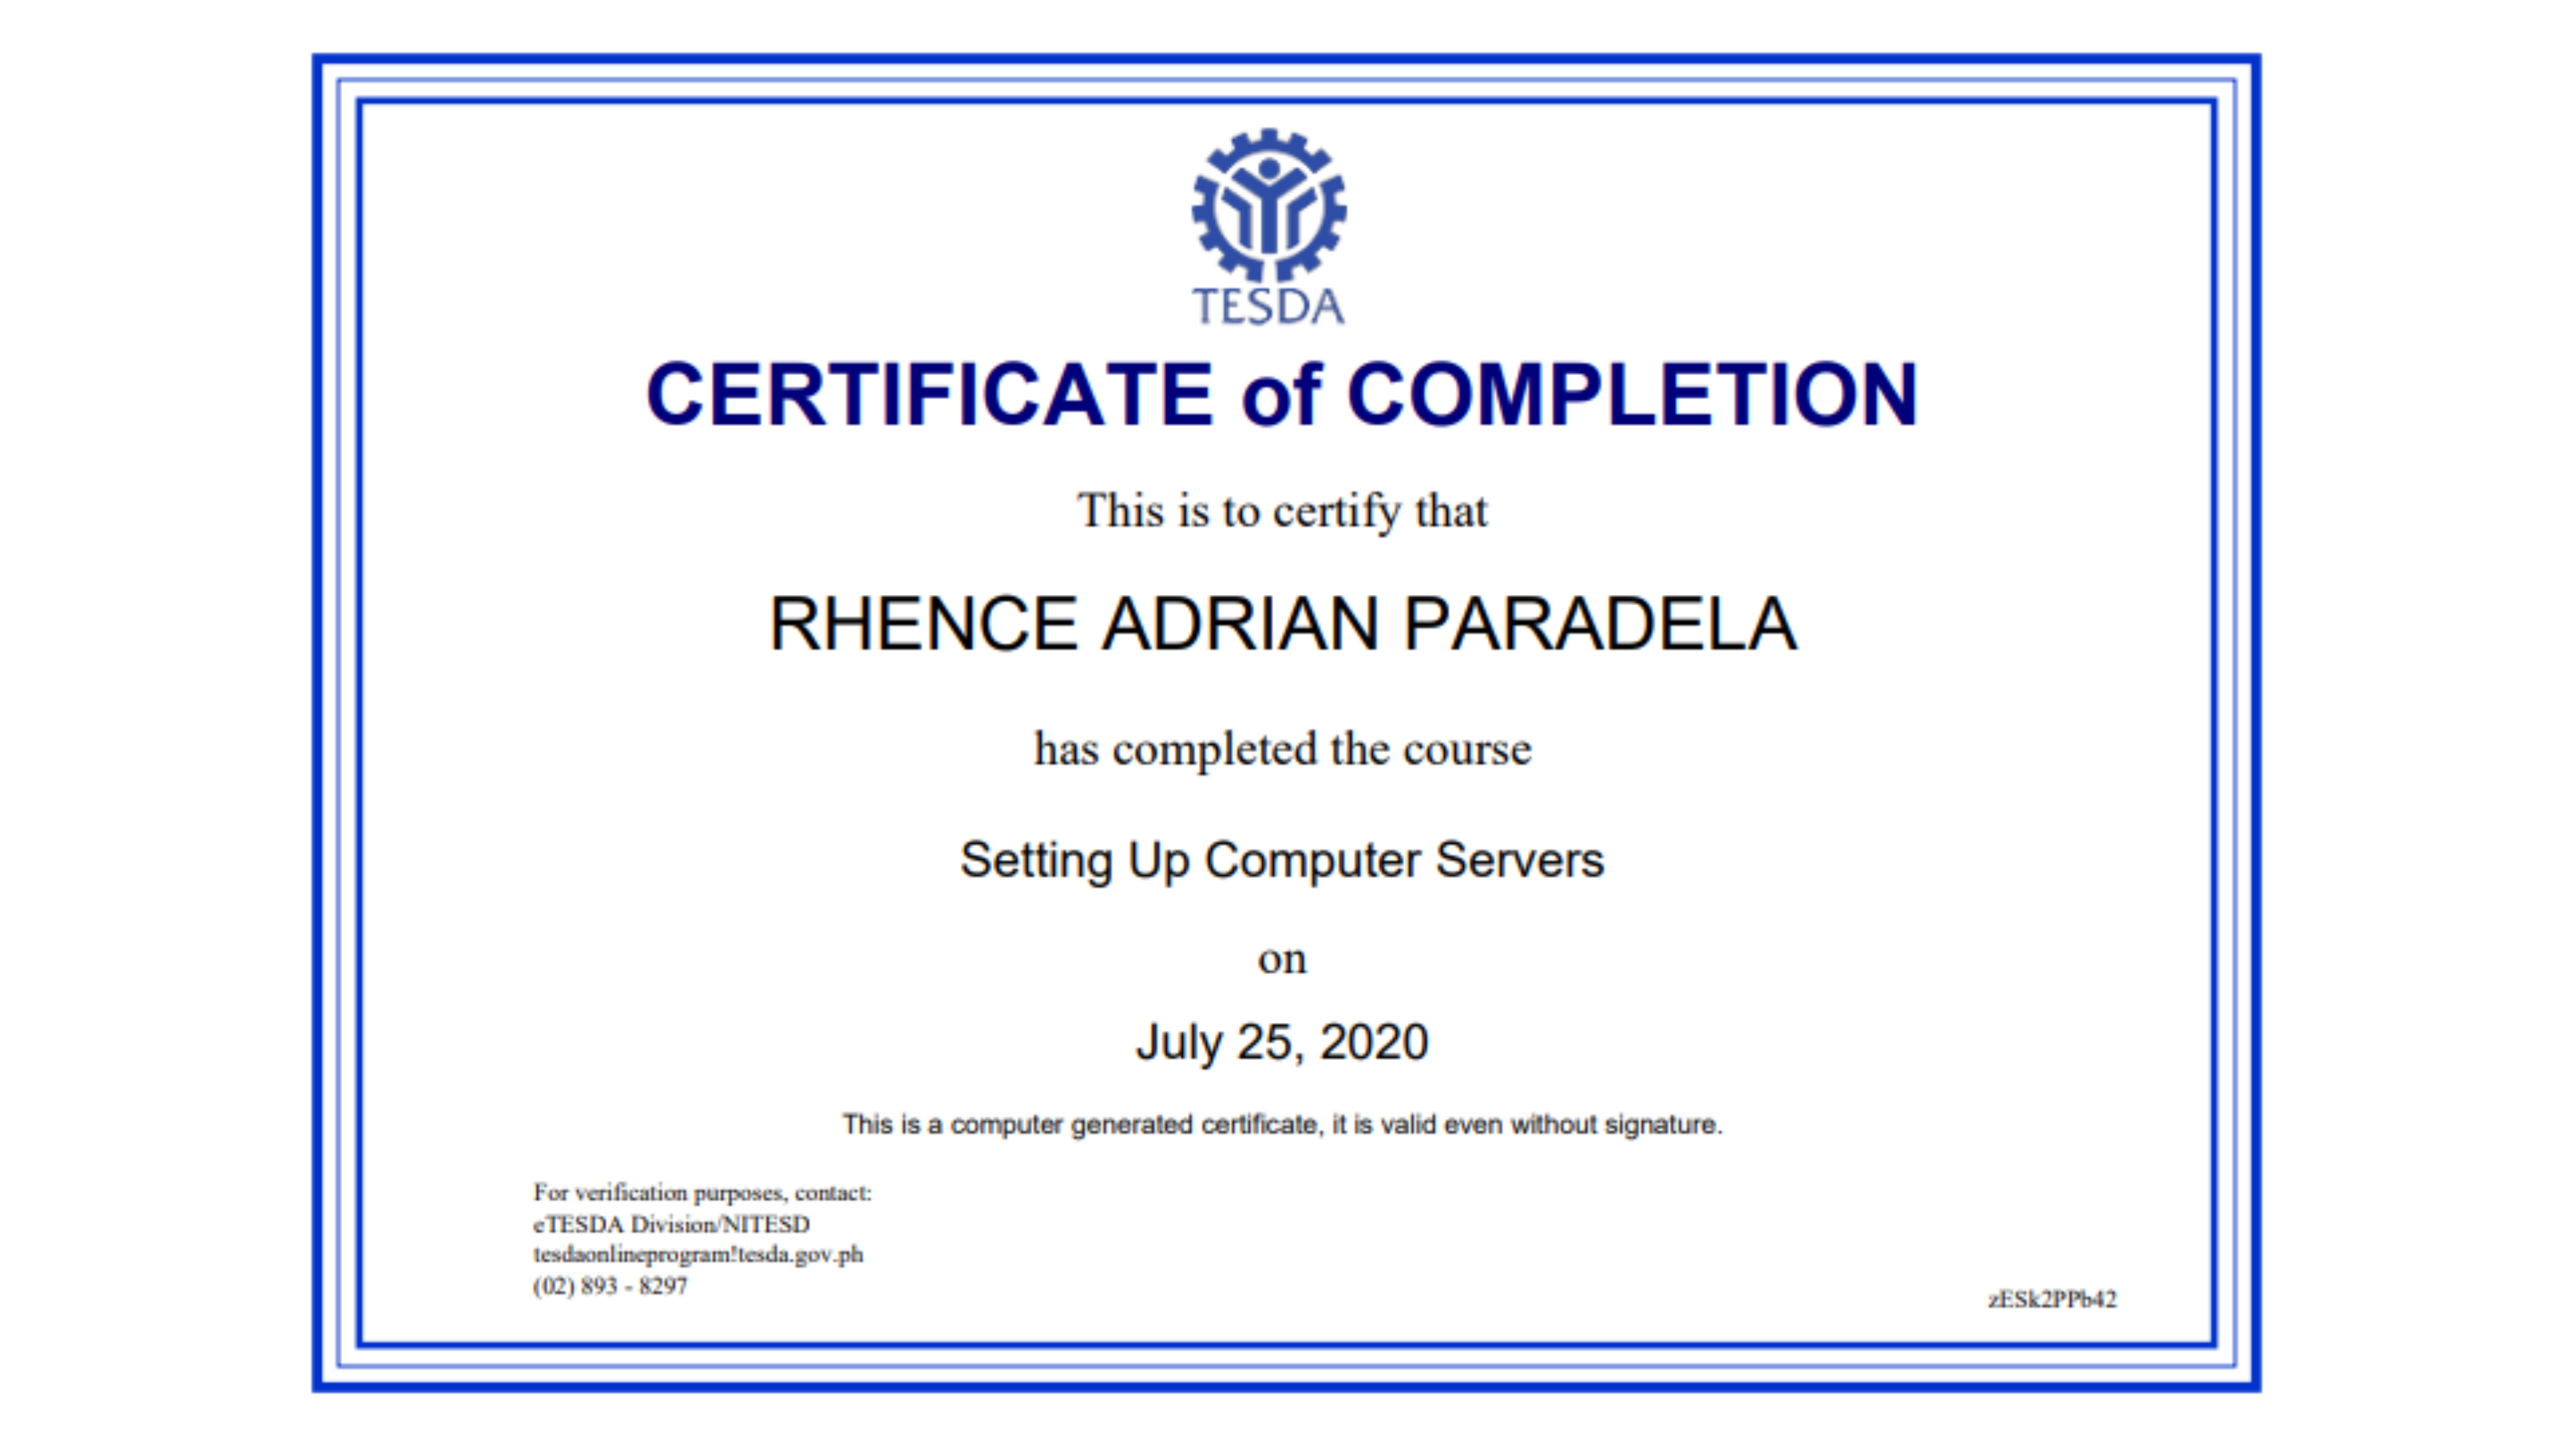 TESDA
CERTIFICATE of COMPLETION
This is to certify that
RHENCE ADRIAN PARADELA
has completed the course
Setting Up Computer Servers
on
July 25, 2020
This is a computer generated certificate, it is valid even without signature.
For verification purposes, contact:
eTESDA Division/NITESD
tesdaonlineprogram!tesda.gov.ph
(02) 893 - 8297
zESk2PPb42